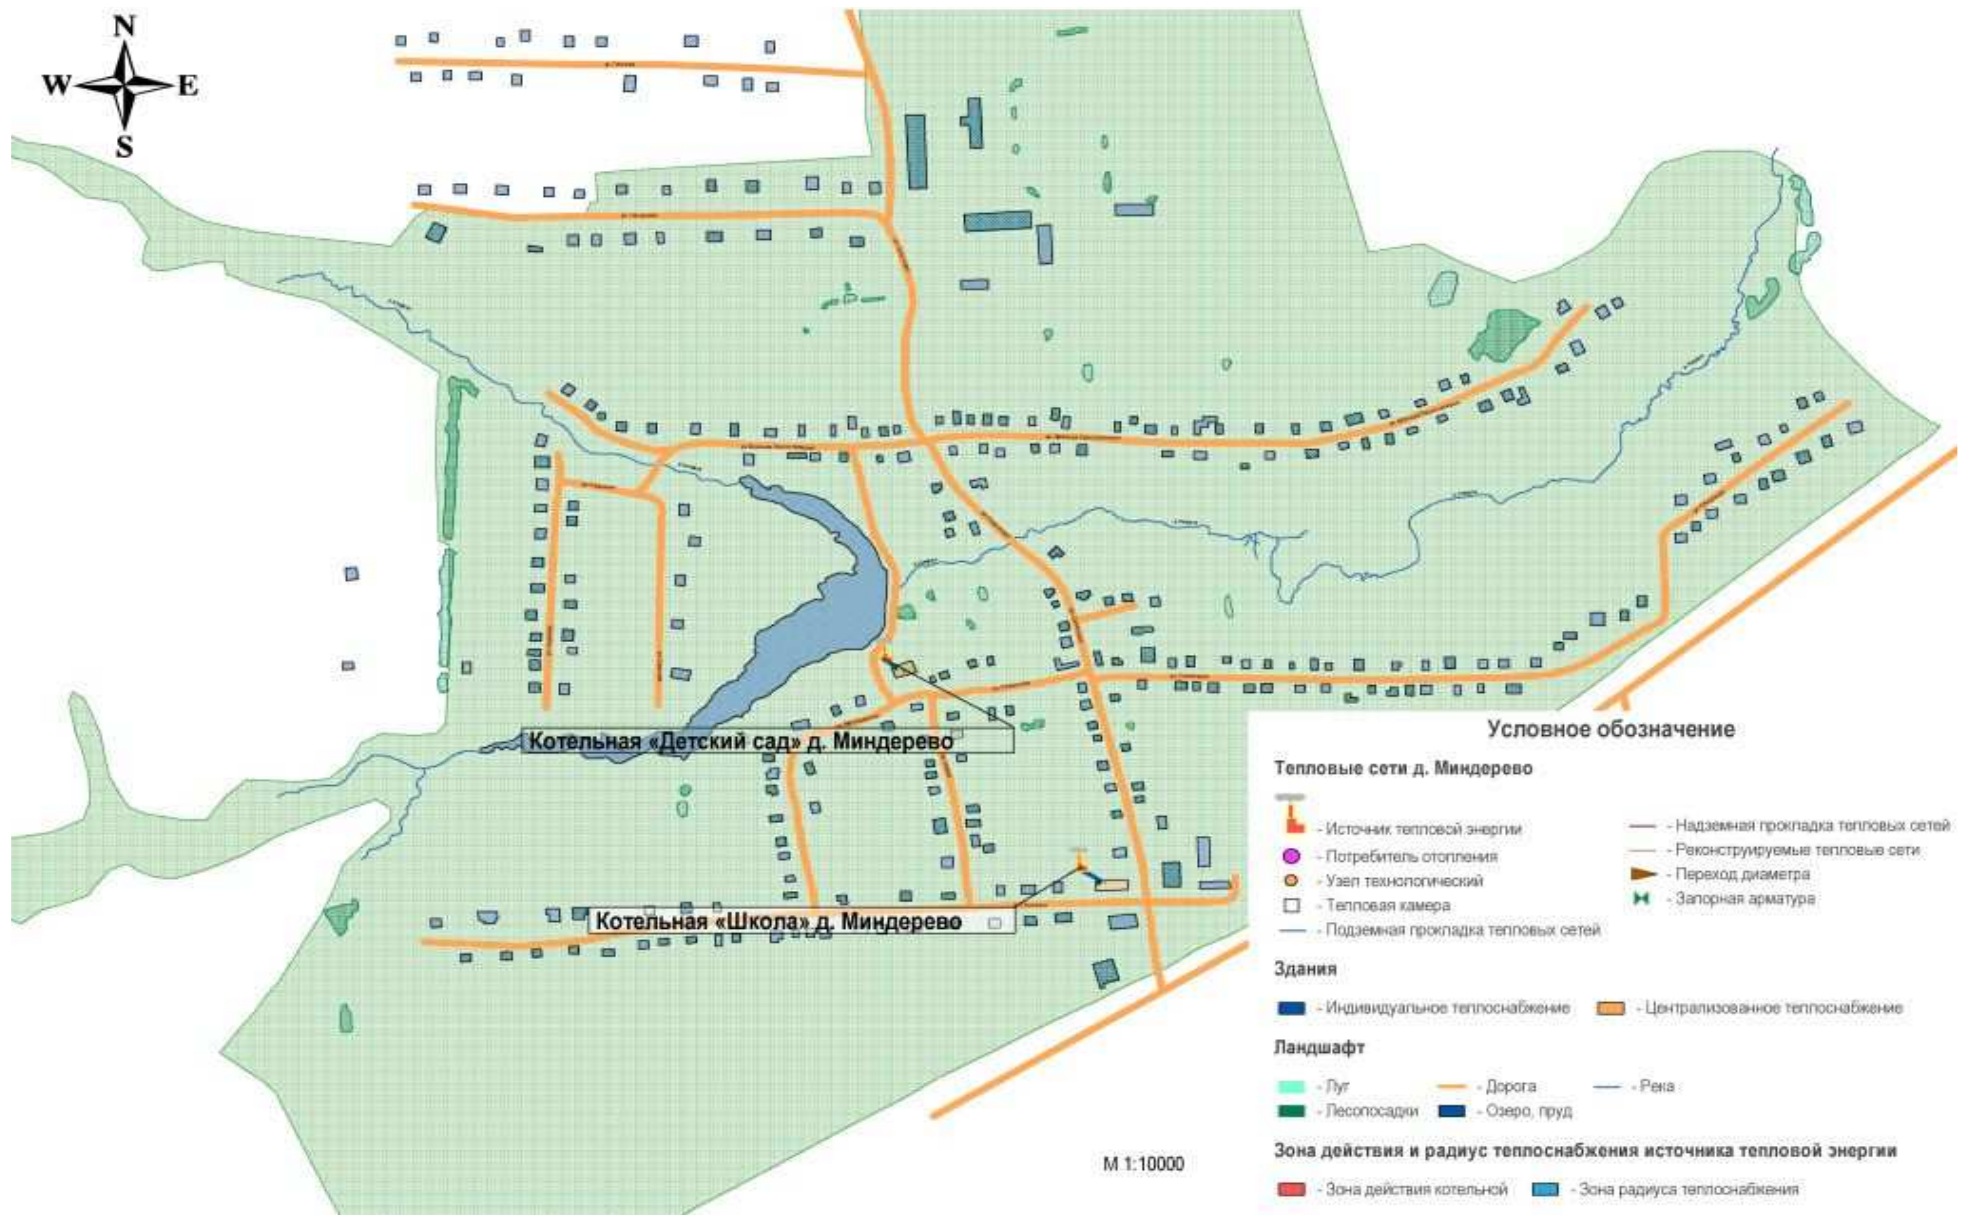 N
W E
S
Котельная «Детский сад» д. Миндерево
Котельная «Школа» д. Миндерево
М 1:10000
Условное обозначение
Тепловые сети д. Миндерево
- Источник тепловой энергии
- Потребитель отопления
- Узел технологический
- Тепловая камера
- Подземная прокладка тепловых сетей
- Надземная прокладка тепловых сетей
- Реконструируемые тепловые сети
- Переход диаметра
- Запорная арматура
Здания
- Индивидуальное теплоснабжение - Централизованное теплоснабжение
Ландшафт
- Луг - Дорога - Река
- Лесопосадки - Озеро, пруд
Зона действия и радиус теплоснабжения источника тепловой энергии
- Зона действия котельной - Зона радиуса теплоснабжения